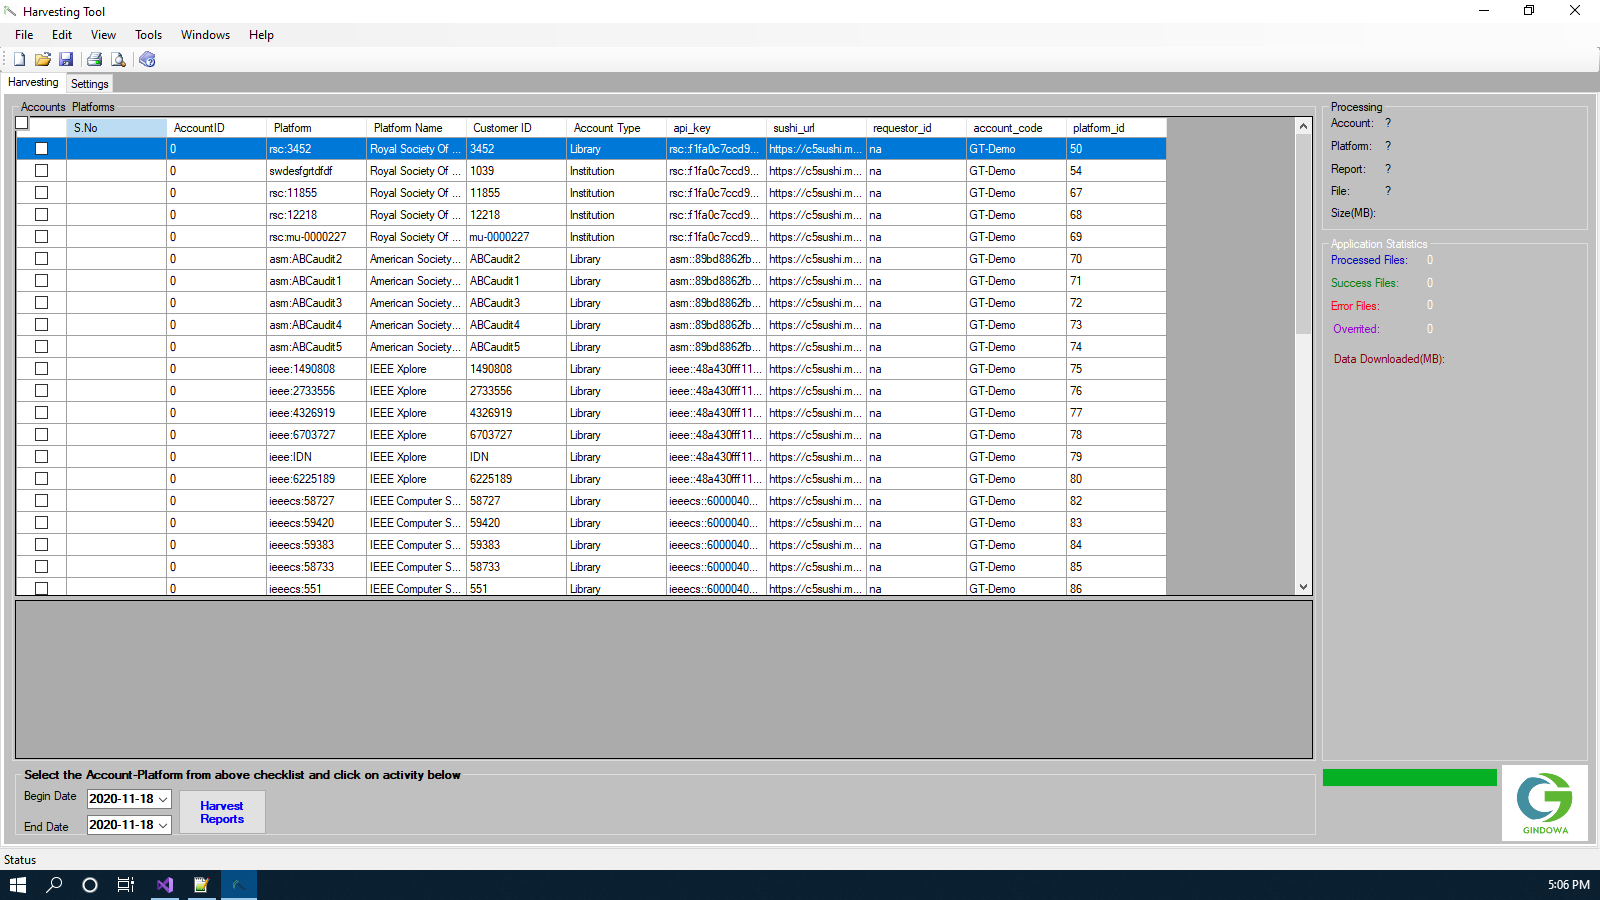 Harvesting Tool
File Edit View Tools Windows Help
Harvesting Settings
Accounts Platforms
S.No AccountID Platform Platform Name Customer ID Account Type api_key sushi_url requestor_id account_code platform_id
0 rsc:3452 Royal Society Of ... 3452 Library rsc:f1fa0c7ccd9... https://c5sushi.m... na GT-Demo 50
0 swdesfgrtdfdf Royal Society Of ... 1039 Institution rsc:f1fa0c7ccd9... https://c5sushi.m... na GT-Demo 54
0 rsc:11855 Royal Society Of ... 11855 Institution rsc:f1fa0c7ccd9... https://c5sushi.m... na GT-Demo 67
0 rsc:12218 Royal Society Of ... 12218 Institution rsc:f1fa0c7ccd9... https://c5sushi.m... na GT-Demo 68
0 rsc:mu-0000227 Royal Society Of ... mu-0000227 Institution rsc:f1fa0c7ccd9... https://c5sushi.m... na GT-Demo 69
0 asm:ABCaudit2 American Society... ABCaudit2 Library asm::89bd8862fb... https://c5sushi.m... na GT-Demo 70
0 asm:ABCaudit1 American Society... ABCaudit1 Library asm::89bd8862fb... https://c5sushi.m... na GT-Demo 71
0 asm:ABCaudit3 American Society... ABCaudit3 Library asm::89bd8862fb... https://c5sushi.m... na GT-Demo 72
0 asm:ABCaudit4 American Society... ABCaudit4 Library asm::89bd8862fb... https://c5sushi.m... na GT-Demo 73
0 asm:ABCaudit5 American Society... ABCaudit5 Library asm::89bd8862fb... https://c5sushi.m... na GT-Demo 74
0 ieee:1490808 IEEE Xplore 1490808 Library ieee::48a430fff11... https://c5sushi.m... na GT-Demo 75
0 ieee:2733556 IEEE Xplore 2733556 Library ieee::48a430fff11... https://c5sushi.m... na GT-Demo 76
0 ieee:4326919 IEEE Xplore 4326919 Library ieee::48a430fff11... https://c5sushi.m... na GT-Demo 77
0 ieee:6703727 IEEE Xplore 6703727 Library ieee::48a430fff11... https://c5sushi.m... na GT-Demo 78
0 ieee:IDN IEEE Xplore IDN Library ieee::48a430fff11... https://c5sushi.m... na GT-Demo 79
0 ieee:6225189 IEEE Xplore 6225189 Library ieee::48a430fff11... https://c5sushi.m... na GT-Demo 80
0 ieeecs:58727 IEEE Computer S... 58727 Library ieeecs::6000040... https://c5sushi.m... na GT-Demo 82
0 ieeecs:59420 IEEE Computer S... 59420 Library ieeecs::6000040... https://c5sushi.m... na GT-Demo 83
0 ieeecs:59383 IEEE Computer S... 59383 Library ieeecs::6000040... https://c5sushi.m... na GT-Demo 84
0 ieeecs:58733 IEEE Computer S... 58733 Library ieeecs::6000040... https://c5sushi.m... na GT-Demo 85
0 ieeecs:551 IEEE Computer S... 551 Library ieeecs::6000040... https://c5sushi.m... na GT-Demo 86
Processing
Account: ?
Platform: ?
Report: ?
File: ?
Size(MB):
Application Statistics
Processed Files: 0
Success Files: 0
Error Files: 0
Overrited: 0
Data Downloaded(MB):
Select the Account-Platform from above checklist and click on activity below
Begin Date 2020-11-18
End Date 2020-11-18
Harvest
Reports
GINDOWA
Status
5:06 PM